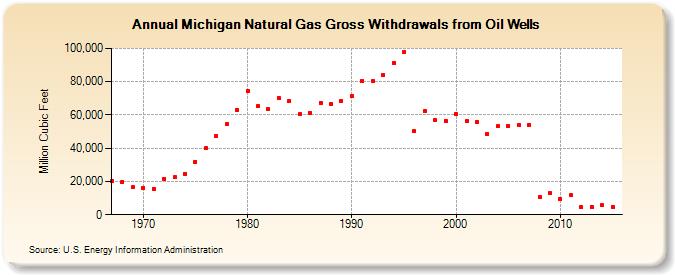 Annual Michigan Natural Gas Gross Withdrawals from Oil Wells
Million Cubic Feet
100,000
80,000
60,000
40,000
20,000
0
1970 1980 1990 2000 2010
Source: U.S. Energy Information Administration